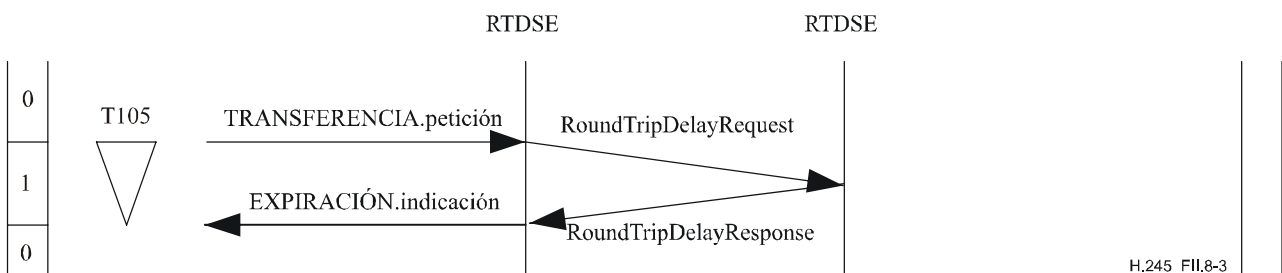 RTDSE RTDSE
0
T105
TRANSFERENCIA.petición
RoundTripDelayRequest
1
EXPIRACIÓN.indicación
RoundTripDelayResponse
0
H.245 FII.8-3